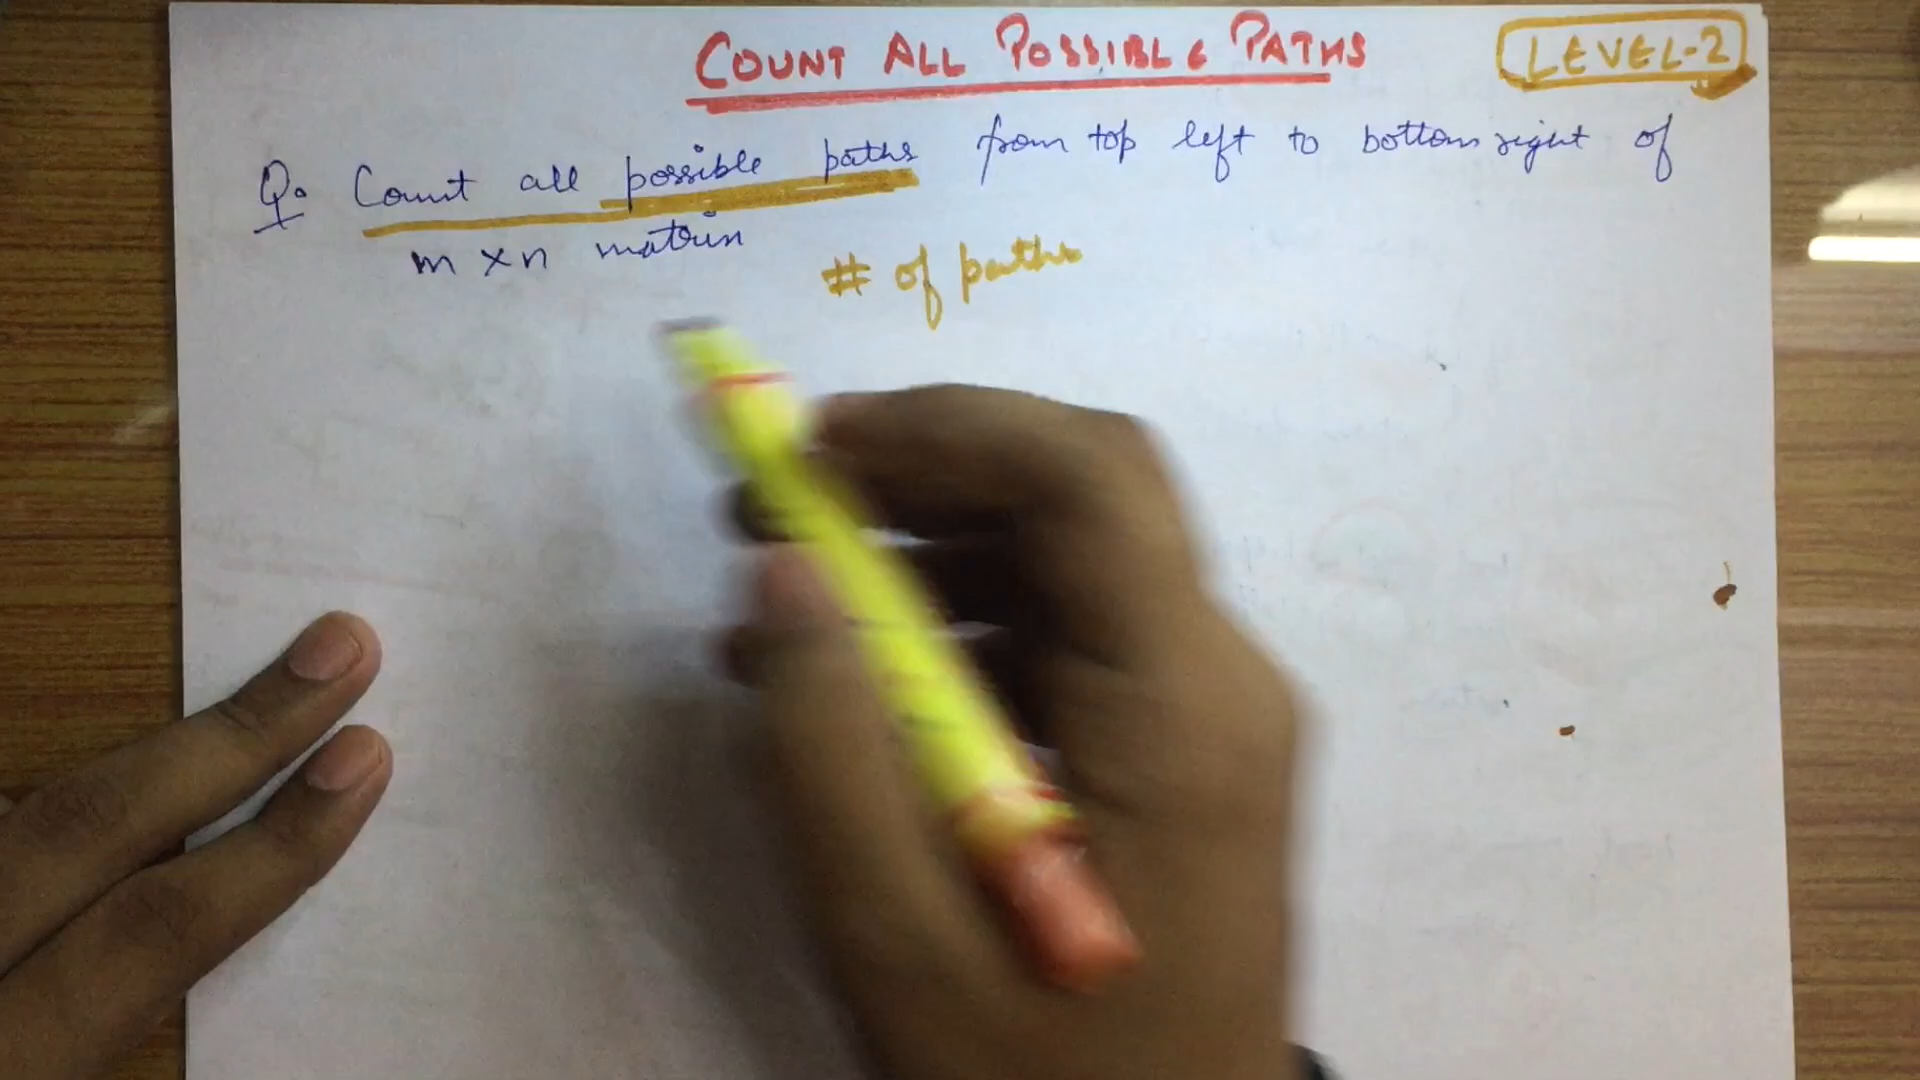 COUNT ALL POSSIBLE PATHS
LEVEL-2
Q. Count all possible paths from top left to bottom right of
m x n matrix
# of paths